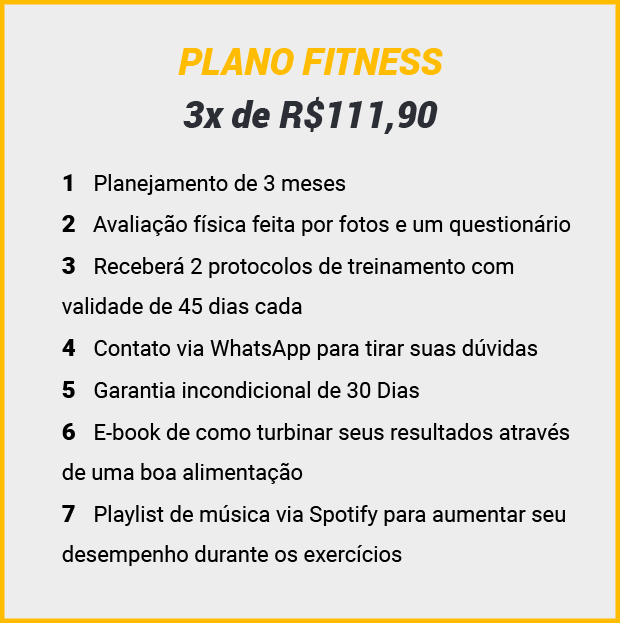 PLANO FITNESS
3x de R$111,90
1 Planejamento de 3 meses
2 Avaliação física feita por fotos e um questionário
3 Receberá 2 protocolos de treinamento com
validade de 45 dias cada
4 Contato via WhatsApp para tirar suas dúvidas
5 Garantia incondicional de 30 Dias
6 E-book de como turbinar seus resultados através
de uma boa alimentação
7 Playlist de música via Spotify para aumentar seu
desempenho durante os exercícios